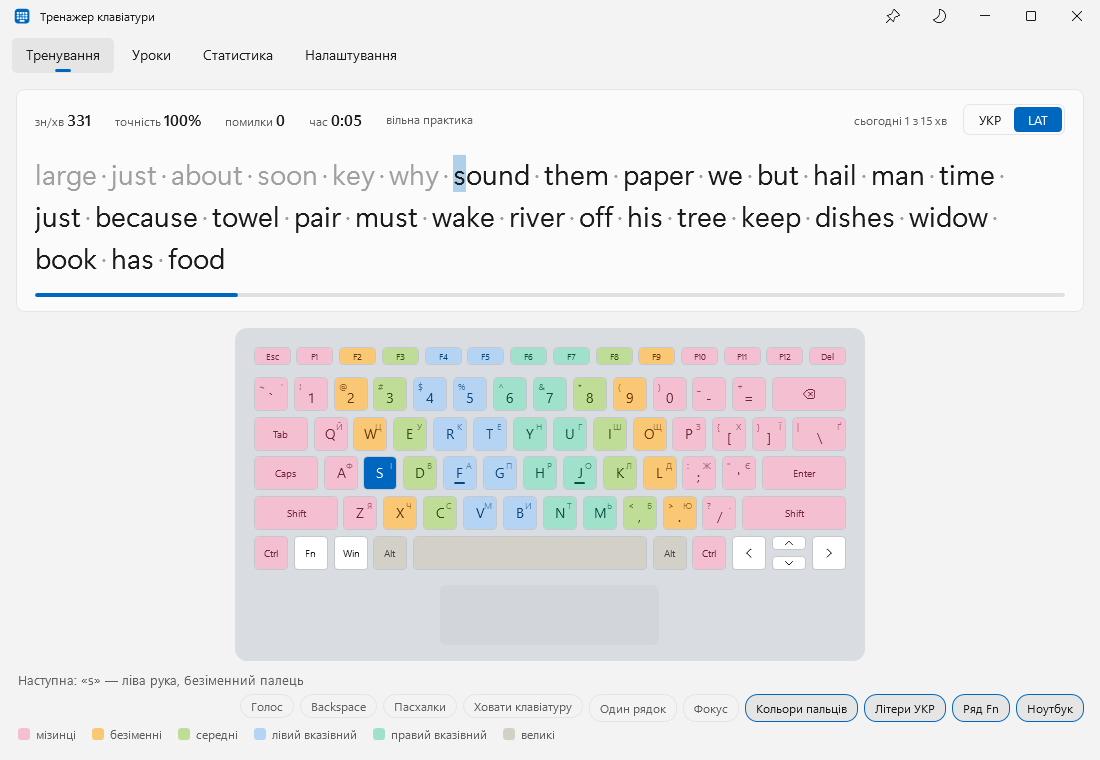 Тренажер клавіатури
Тренування Уроки Статистика Налаштування
зн/хв 331 точність 100% помилки 0 час 0:05 вільна практика сьогодні 1 з 15 хв УКР LAT
large·just·about·soon·key·why·sound·them·paper·we·but·hail·man·time·
just·because·towel·pair·must·wake·river·off·his·tree·keep·dishes·widow·
book·has·food
Esc F1 F2 F3 F4 F5 F6 F7 F8 F9 F10 F11 F12 Del
~ ' ` ! 1 @ 2 # 3 $ 4 % 5 ^ 6 & 7 * 8 ( 9 ) 0 _ - + = ⌫
Tab Q Й W Ц E У R К T Е Y Н U Г I Ш O Щ P З { Х [ } Ї ] | Ґ \
Caps A Ф S І D В F А G П H Р J О K Л L Д : Ж ; " Є ' Enter
Shift Z Я X Ч C С V М B И N Т M Ь < Б , > Ю . ? . / Shift
Ctrl Fn Win Alt Alt Ctrl
Наступна: «s» — ліва рука, безіменний палець
Голос Backspace Пасхалки Ховати клавіатуру Один рядок Фокус Кольори пальців Літери УКР Ряд Fn Ноутбук
мізинці безіменні середні лівий вказівний правий вказівний великі